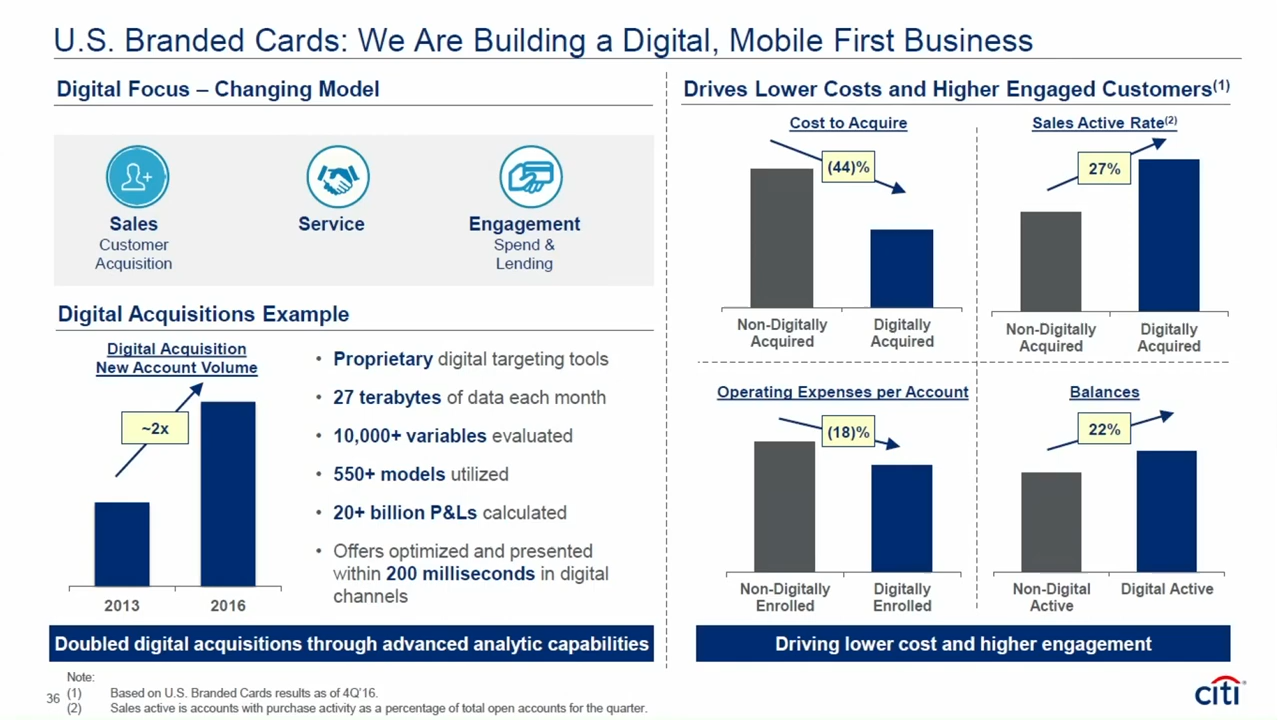 U.S. Branded Cards: We Are Building a Digital, Mobile First Business
Digital Focus – Changing Model
Sales
Customer
Acquisition
Service
Engagement
Spend &
Lending
Digital Acquisitions Example
Digital Acquisition
New Account Volume
~2x
2013
2016
• Proprietary digital targeting tools
• 27 terabytes of data each month
• 10,000+ variables evaluated
• 550+ models utilized
• 20+ billion P&Ls calculated
• Offers optimized and presented
within 200 milliseconds in digital
channels
Doubled digital acquisitions through advanced analytic capabilities
Drives Lower Costs and Higher Engaged Customers(1)
Cost to Acquire
(44)%
Non-Digitally
Acquired
Digitally
Acquired
Sales Active Rate(2)
27%
Non-Digitally
Acquired
Digitally
Acquired
Operating Expenses per Account
(18)%
Non-Digitally
Enrolled
Digitally
Enrolled
Balances
22%
Non-Digital
Active
Digital Active
Driving lower cost and higher engagement
Note:
(1) Based on U.S. Branded Cards results as of 4Q'16.
(2) Sales active is accounts with purchase activity as a percentage of total open accounts for the quarter.
36
citi®